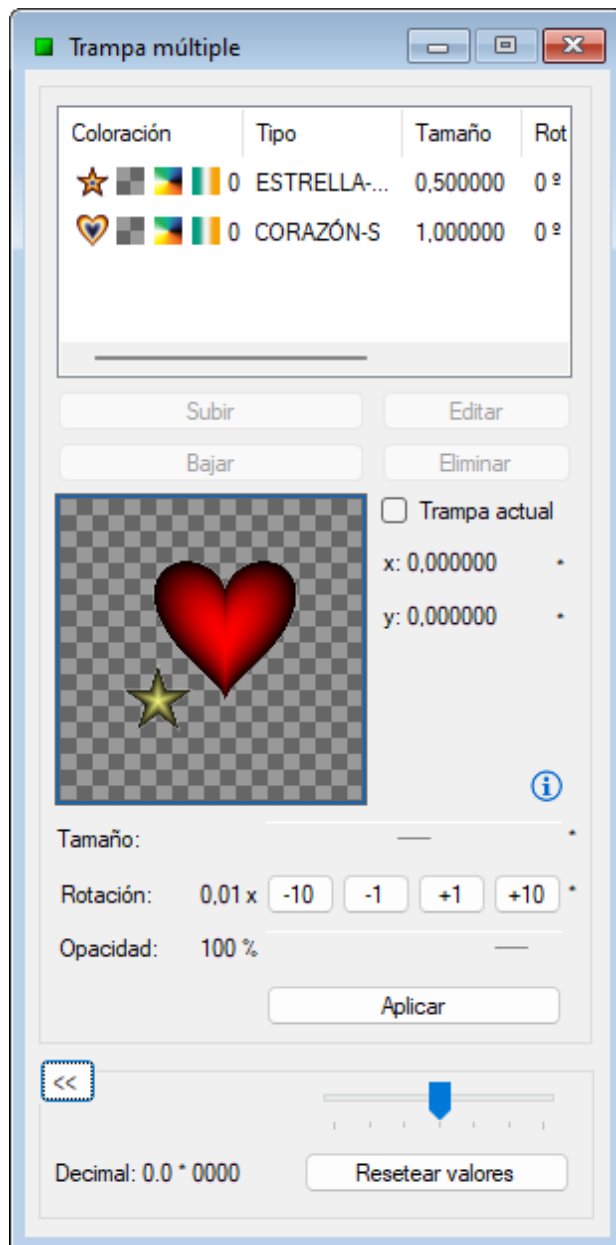 Trampa múltiple
Coloración Tipo Tamaño Rot
0 ESTRELLA-... 0,500000 0 º
0 CORAZÓN-S 1,000000 0 º
Subir Editar
Bajar Eliminar
Trampa actual
x: 0,000000 *
y: 0,000000 *
Tamaño: *
Rotación: 0,01 x -10 -1 +1 +10 *
Opacidad: 100 %
Aplicar
<<
Decimal: 0.0 * 0000 Resetear valores